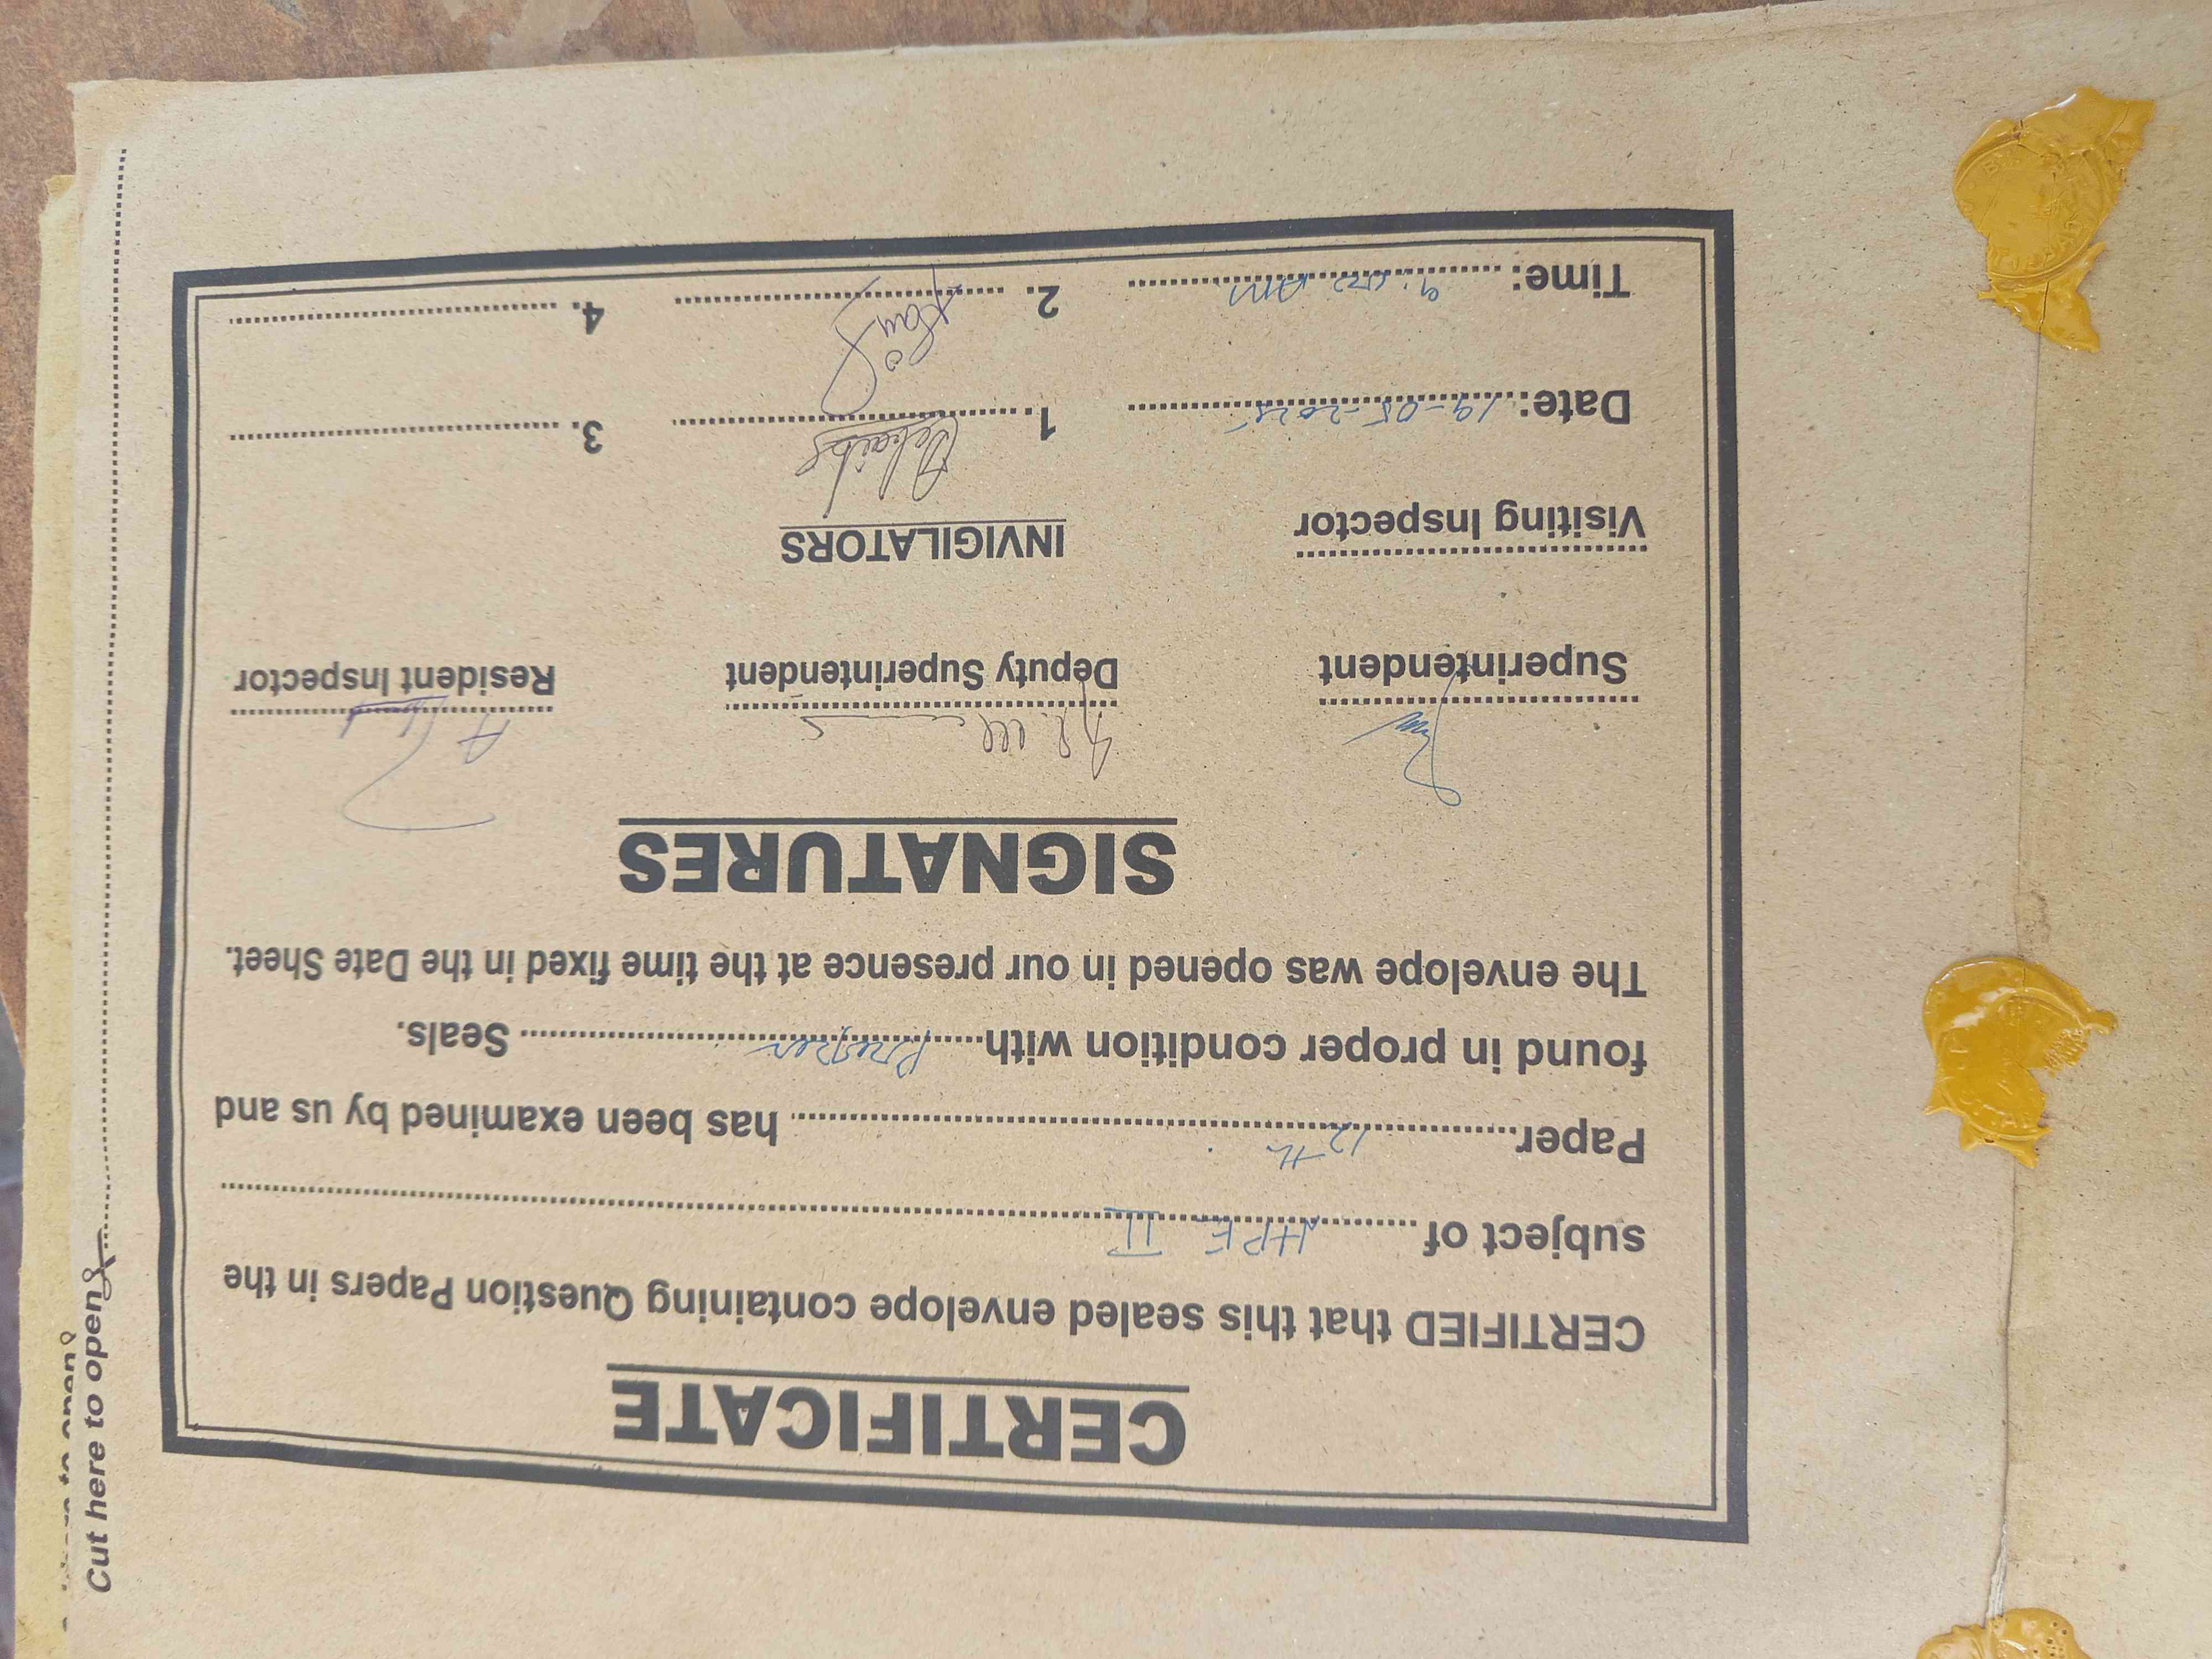 CERTIFICATE
CERTIFIED that this sealed envelope containing Question Papers in the
subject of ........ HPE II ........
Paper ........ 12th ........ has been examined by us and
found in proper condition with ........ Proper ........ Seals.
The envelope was opened in our presence at the time fixed in the Date Sheet.
SIGNATURES
Superintendent Deputy Superintendent Resident Inspector
Visiting Inspector INVIGILATORS
Date: 19-05-2025 1. 3.
Time: 9:00 AM 2. 4.
Cut here to open
to open